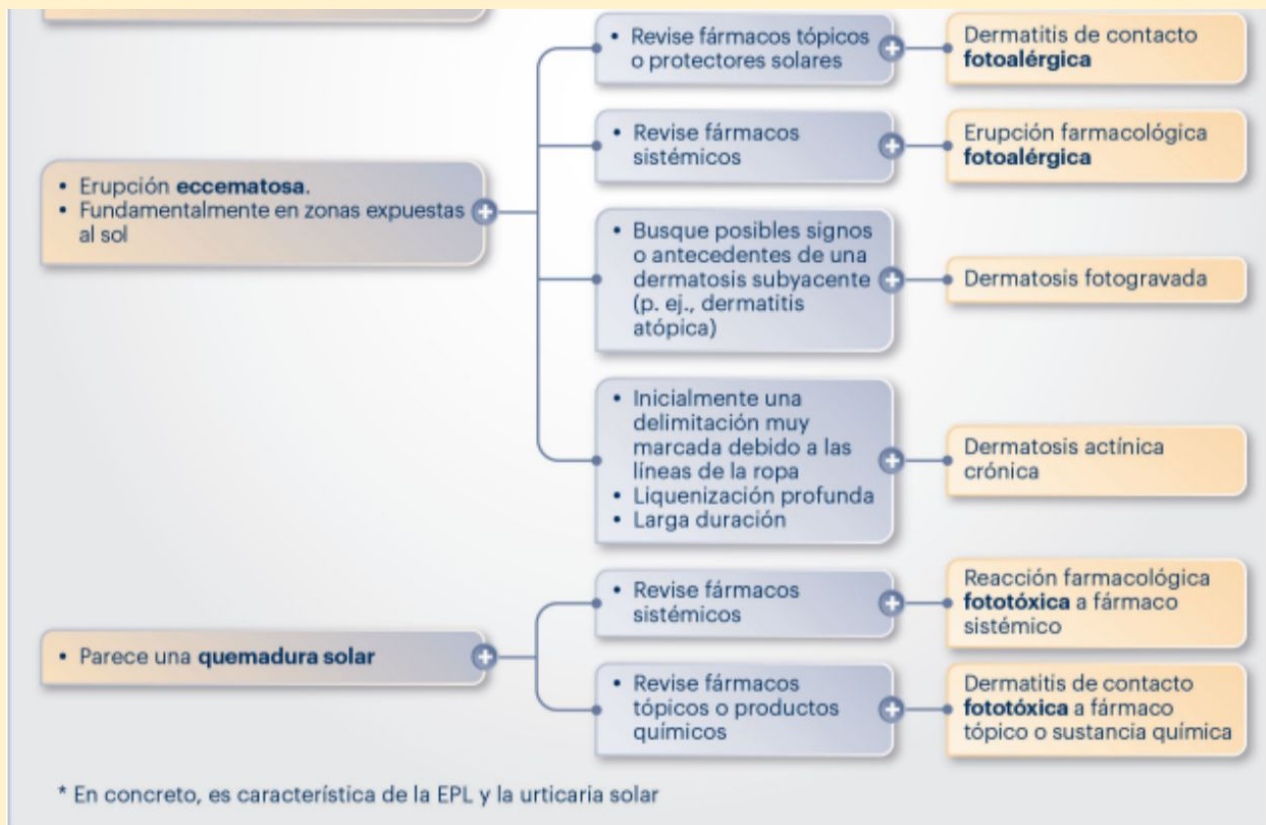 • Revise fármacos tópicos
o protectores solares
Dermatitis de contacto
fotoalérgica
• Revise fármacos
sistémicos
Erupción farmacológica
fotoalérgica
• Erupción eccematosa.
• Fundamentalmente en zonas expuestas
al sol
• Busque posibles signos
o antecedentes de una
dermatosis subyacente
(p. ej., dermatitis
atópica)
Dermatosis fotogravada
• Inicialmente una
delimitación muy
marcada debido a las
líneas de la ropa
• Liquenización profunda
• Larga duración
Dermatosis actínica
crónica
• Parece una quemadura solar
• Revise fármacos
sistémicos
Reacción farmacológica
fototóxica a fármaco
sistémico
• Revise fármacos
tópicos o productos
químicos
Dermatitis de contacto
fototóxica a fármaco
tópico o sustancia química
* En concreto, es característica de la EPL y la urticaria solar